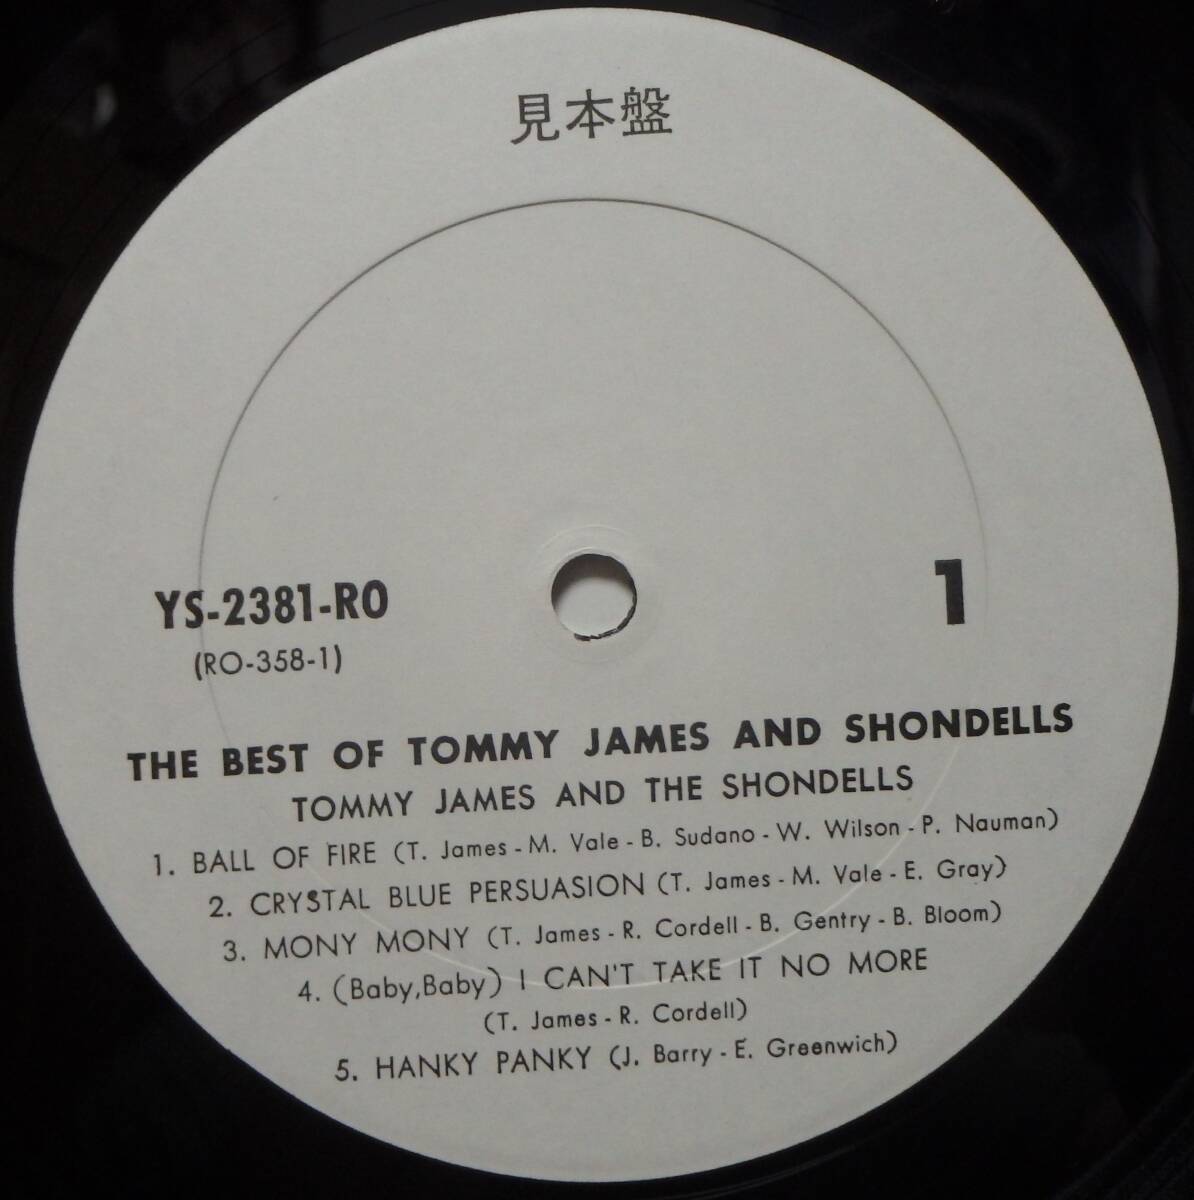 見本盤
YS-2381-RO
1
(RO-358-1)
THE BEST OF TOMMY JAMES AND SHONDELLS
TOMMY JAMES AND THE SHONDELLS
1. BALL OF FIRE (T. James - M. Vale - B. Sudano - W. Wilson - P. Nauman)
2. CRYSTAL BLUE PERSUASION (T. James - M. Vale - E. Gray)
3. MONY MONY (T. James - R. Cordell - B. Gentry - B. Bloom)
4. (Baby,Baby) I CAN'T TAKE IT NO MORE
(T. James - R. Cordell)
5. HANKY PANKY (J. Barry - E. Greenwich)